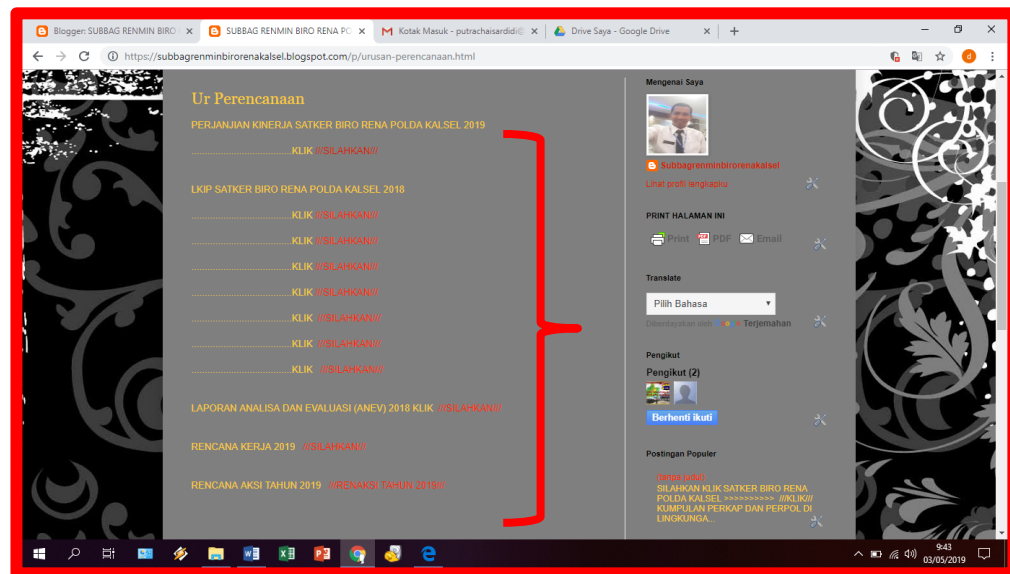 Blogger: SUBBAG RENMIN BIRO
SUBBAG RENMIN BIRO RENA PO
Kotak Masuk - putrachaisardidi@
Drive Saya - Google Drive
https://subbagrenminbirorenakalsel.blogspot.com/p/urusan-perencanaan.html
d
Ur Perencanaan
PERJANJIAN KINERJA SATKER BIRO RENA POLDA KALSEL 2019
..........................................KLIK ///SILAHKAN///
LKIP SATKER BIRO RENA POLDA KALSEL 2018
..........................................KLIK ///SILAHKAN///
..........................................KLIK ///SILAHKAN///
..........................................KLIK ///SILAHKAN///
..........................................KLIK ///SILAHKAN///
..........................................KLIK ///SILAHKAN///
..........................................KLIK ///SILAHKAN///
..........................................KLIK ///SILAHKAN///
LAPORAN ANALISA DAN EVALUASI (ANEV) 2018 KLIK ///SILAHKAN///
RENCANA KERJA 2019 ///SILAHKAN///
RENCANA AKSI TAHUN 2019 ///RENAKSI TAHUN 2019///
Mengenai Saya
Subbagrenminbirorenakalsel
Lihat profil lengkapku
PRINT HALAMAN INI
Print PDF Email
Translate
Pilih Bahasa
Diberdayakan oleh Google Terjemahan
Pengikut
Pengikut (2)
Berhenti ikuti
Postingan Populer
(tanpa judul)
SILAHKAN KLIK SATKER BIRO RENA
POLDA KALSEL >>>>>>>>>> ///KLIK///
KUMPULAN PERKAP DAN PERPOL DI
LINGKUNGA...
9:43
03/05/2019